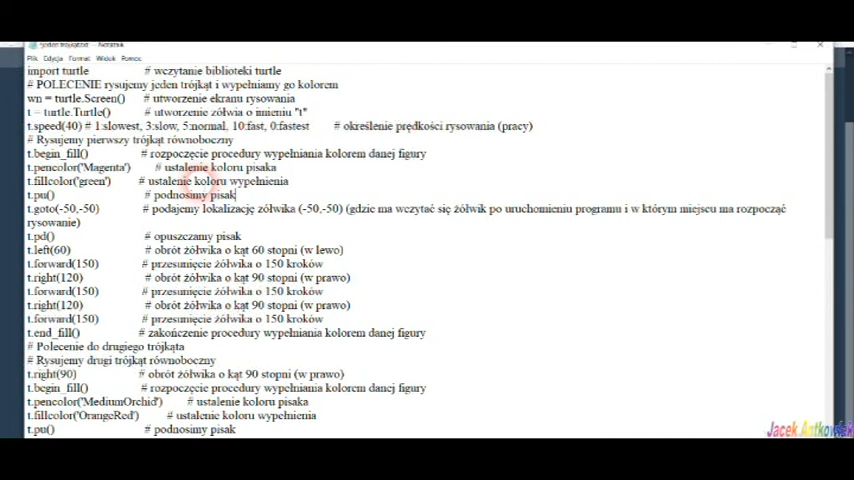 Plik Edycja Format Widok Pomoc
import turtle # wczytanie biblioteki turtle
# POLECENIE rysujemy jeden trójkąt i wypełniamy go kolorem
wn = turtle.Screen() # utworzenie ekranu rysowania
t = turtle.Turtle() # utworzenie żółwia o imieniu "t"
t.speed(40) # 1:slowest, 3:slow, 5:normal, 10:fast, 0:fastest # określenie prędkości rysowania (pracy)
# Rysujemy pierwszy trójkąt równoboczny
t.begin_fill() # rozpoczęcie procedury wypełniania kolorem danej figury
t.pencolor('Magenta') # ustalenie koloru pisaka
t.fillcolor('green') # ustalenie koloru wypełnienia
t.pu() # podnosimy pisak
t.goto(-50,-50) # podajemy lokalizację żółwika (-50,-50) (gdzie ma wczytać się żółwik po uruchomieniu programu i w którym miejscu ma rozpocząć
rysowanie)
t.pd() # opuszczamy pisak
t.left(60) # obrót żółwika o kąt 60 stopni (w lewo)
t.forward(150) # przesunięcie żółwika o 150 kroków
t.right(120) # obrót żółwika o kąt 90 stopni (w prawo)
t.forward(150) # przesunięcie żółwika o 150 kroków
t.right(120) # obrót żółwika o kąt 90 stopni (w prawo)
t.forward(150) # przesunięcie żółwika o 150 kroków
t.end_fill() # zakończenie procedury wypełniania kolorem danej figury
# Polecenie do drugiego trójkąta
# Rysujemy drugi trójkąt równoboczny
t.right(90) # obrót żółwika o kąt 90 stopni (w prawo)
t.begin_fill() # rozpoczęcie procedury wypełniania kolorem danej figury
t.pencolor('MediumOrchid') # ustalenie koloru pisaka
t.fillcolor('OrangeRed') # ustalenie koloru wypełnienia
t.pu() # podnosimy pisak
Jacek